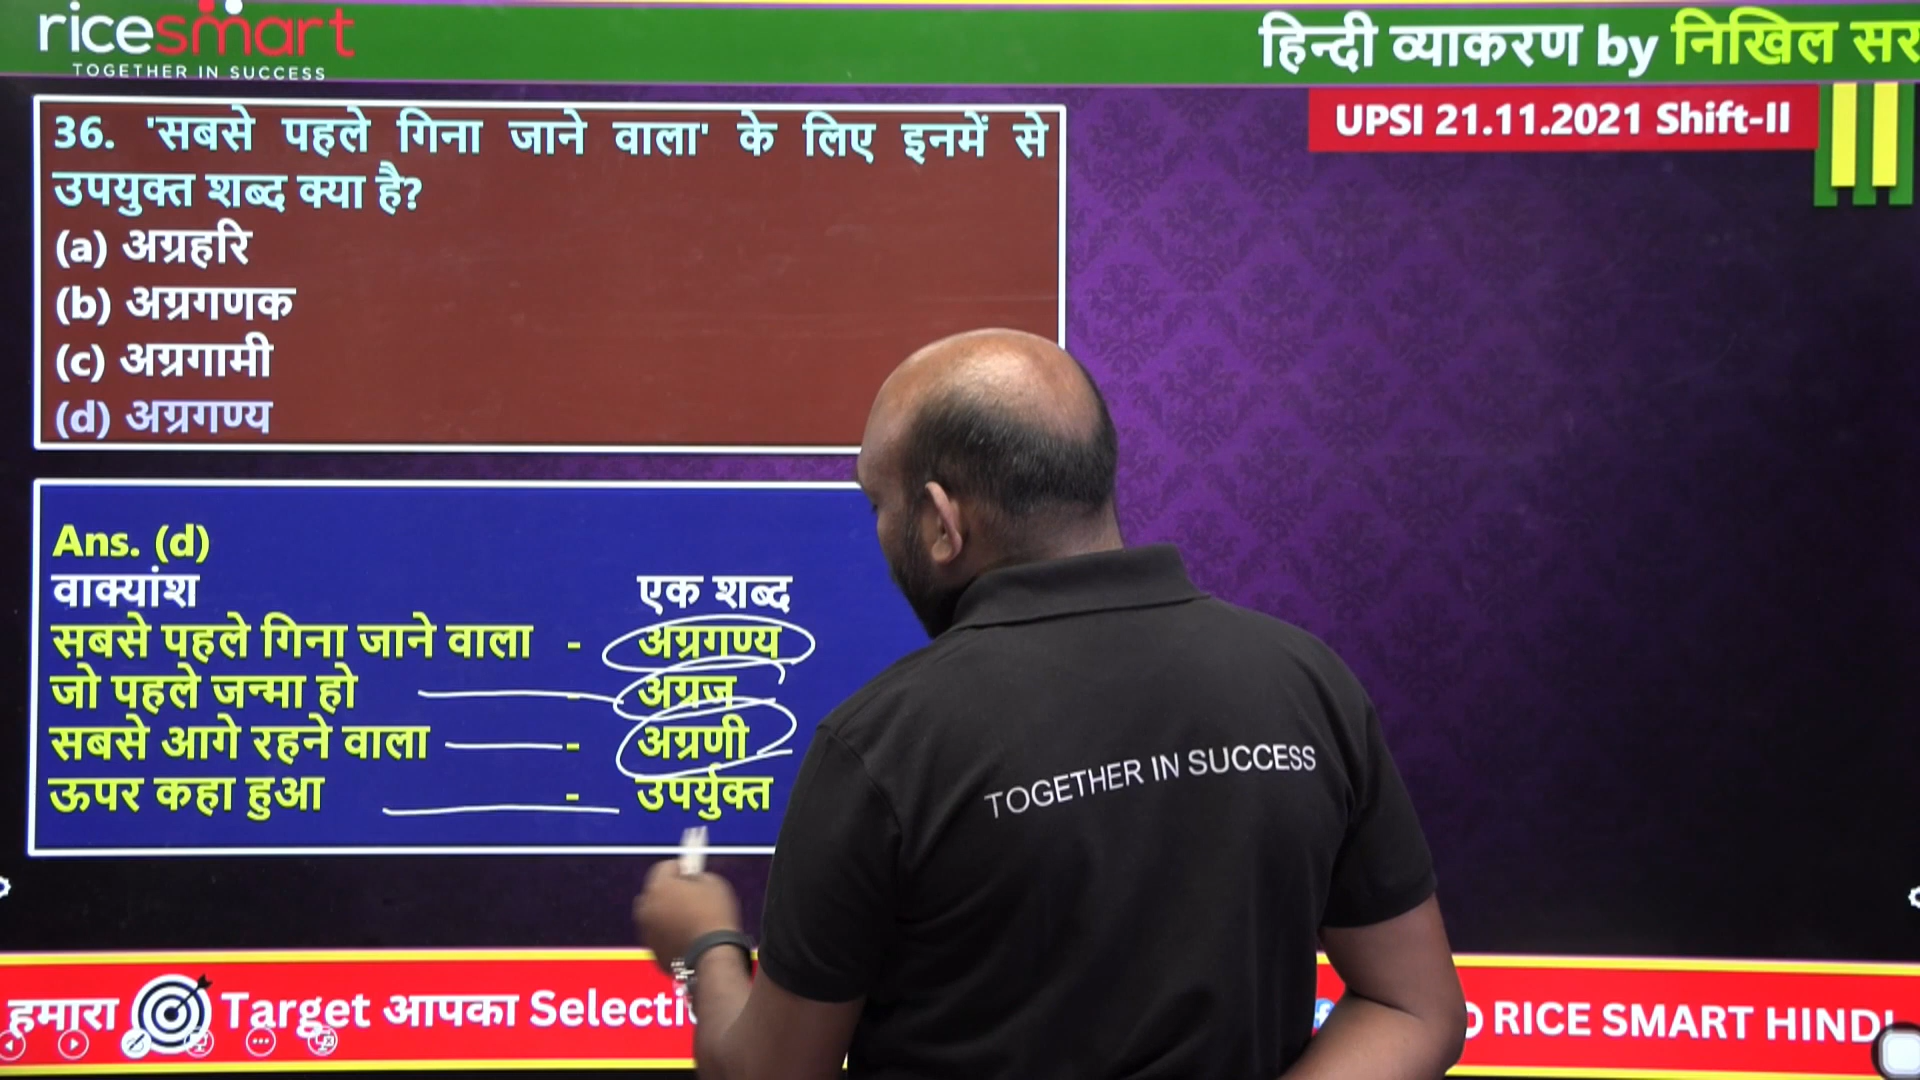 ricesmart
TOGETHER IN SUCCESS
हिन्दी व्याकरण by निखिल सर
UPSI 21.11.2021 Shift-II
36. 'सबसे पहले गिना जाने वाला' के लिए इनमें से
उपयुक्त शब्द क्या है?
(a) अग्रहरि
(b) अग्रगणक
(c) अग्रगामी
(d) अग्रगण्य
Ans. (d)
वाक्यांश एक शब्द
सबसे पहले गिना जाने वाला - अग्रगण्य
जो पहले जन्मा हो - अग्रज
सबसे आगे रहने वाला - अग्रणी
ऊपर कहा हुआ - उपर्युक्त
TOGETHER IN SUCCESS
हमारा Target आपका Selecti
RICE SMART HINDI